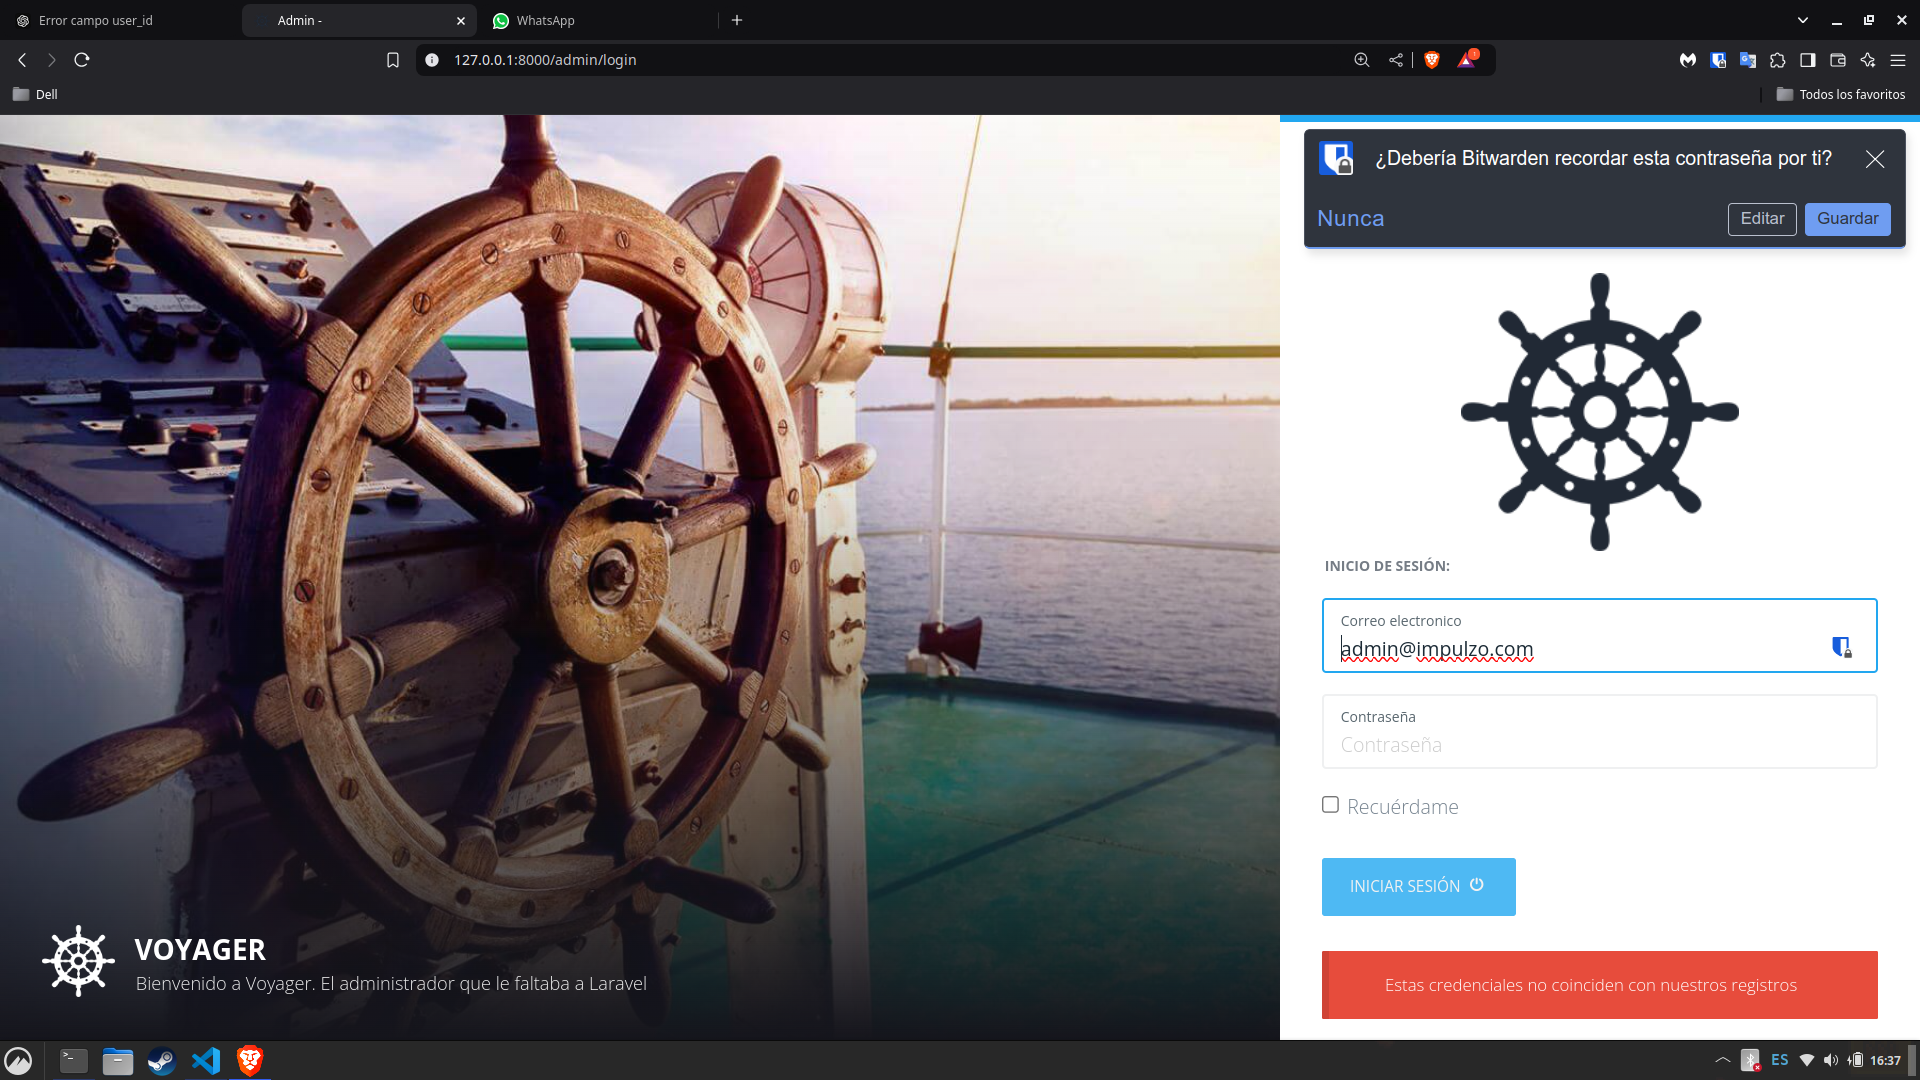 Error campo user_id
Admin -
WhatsApp
127.0.0.1:8000/admin/login
Dell
Todos los favoritos
¿Debería Bitwarden recordar esta contraseña por ti?
Nunca
Editar
Guardar
INICIO DE SESIÓN:
Correo electronico
admin@impulzo.com
Contraseña
Contraseña
Recuérdame
INICIAR SESIÓN
Estas credenciales no coinciden con nuestros registros
VOYAGER
Bienvenido a Voyager. El administrador que le faltaba a Laravel
ES
16:37